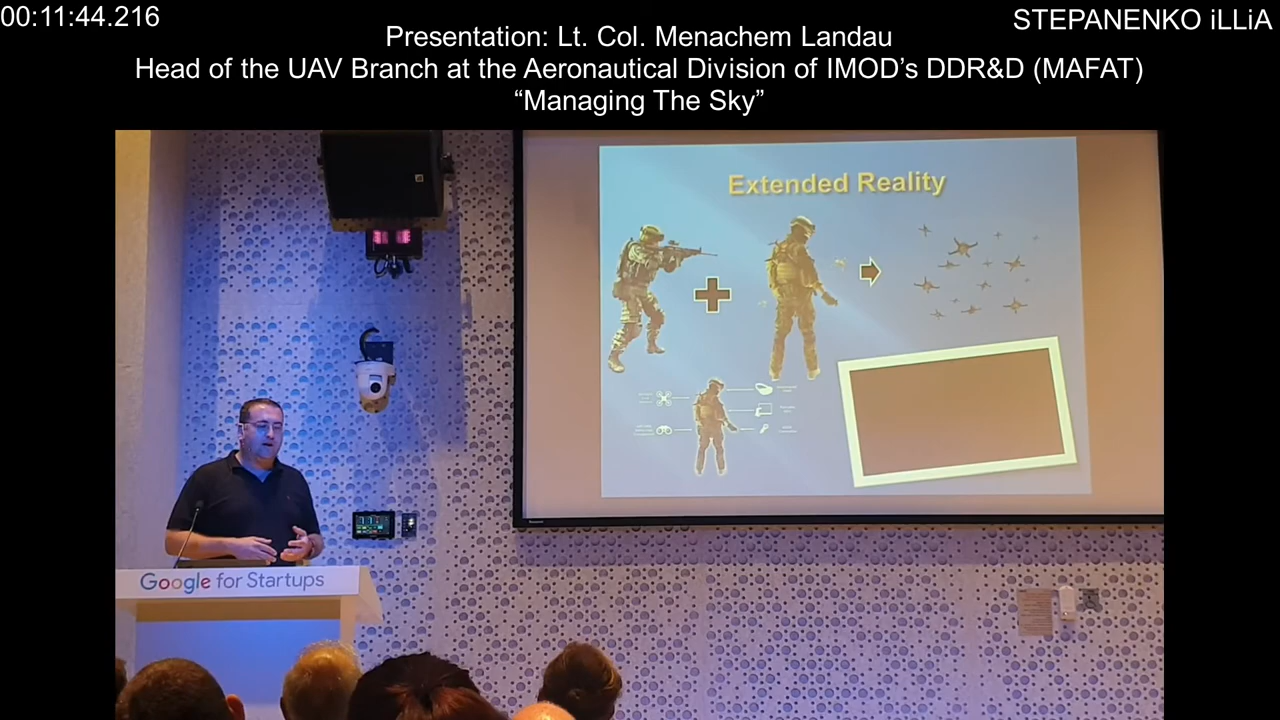 00:11:44.216
STEPANENKO iLLiA
Presentation: Lt. Col. Menachem Landau
Head of the UAV Branch at the Aeronautical Division of IMOD’s DDR&D (MAFAT)
“Managing The Sky”
Extended Reality
Google for Startups